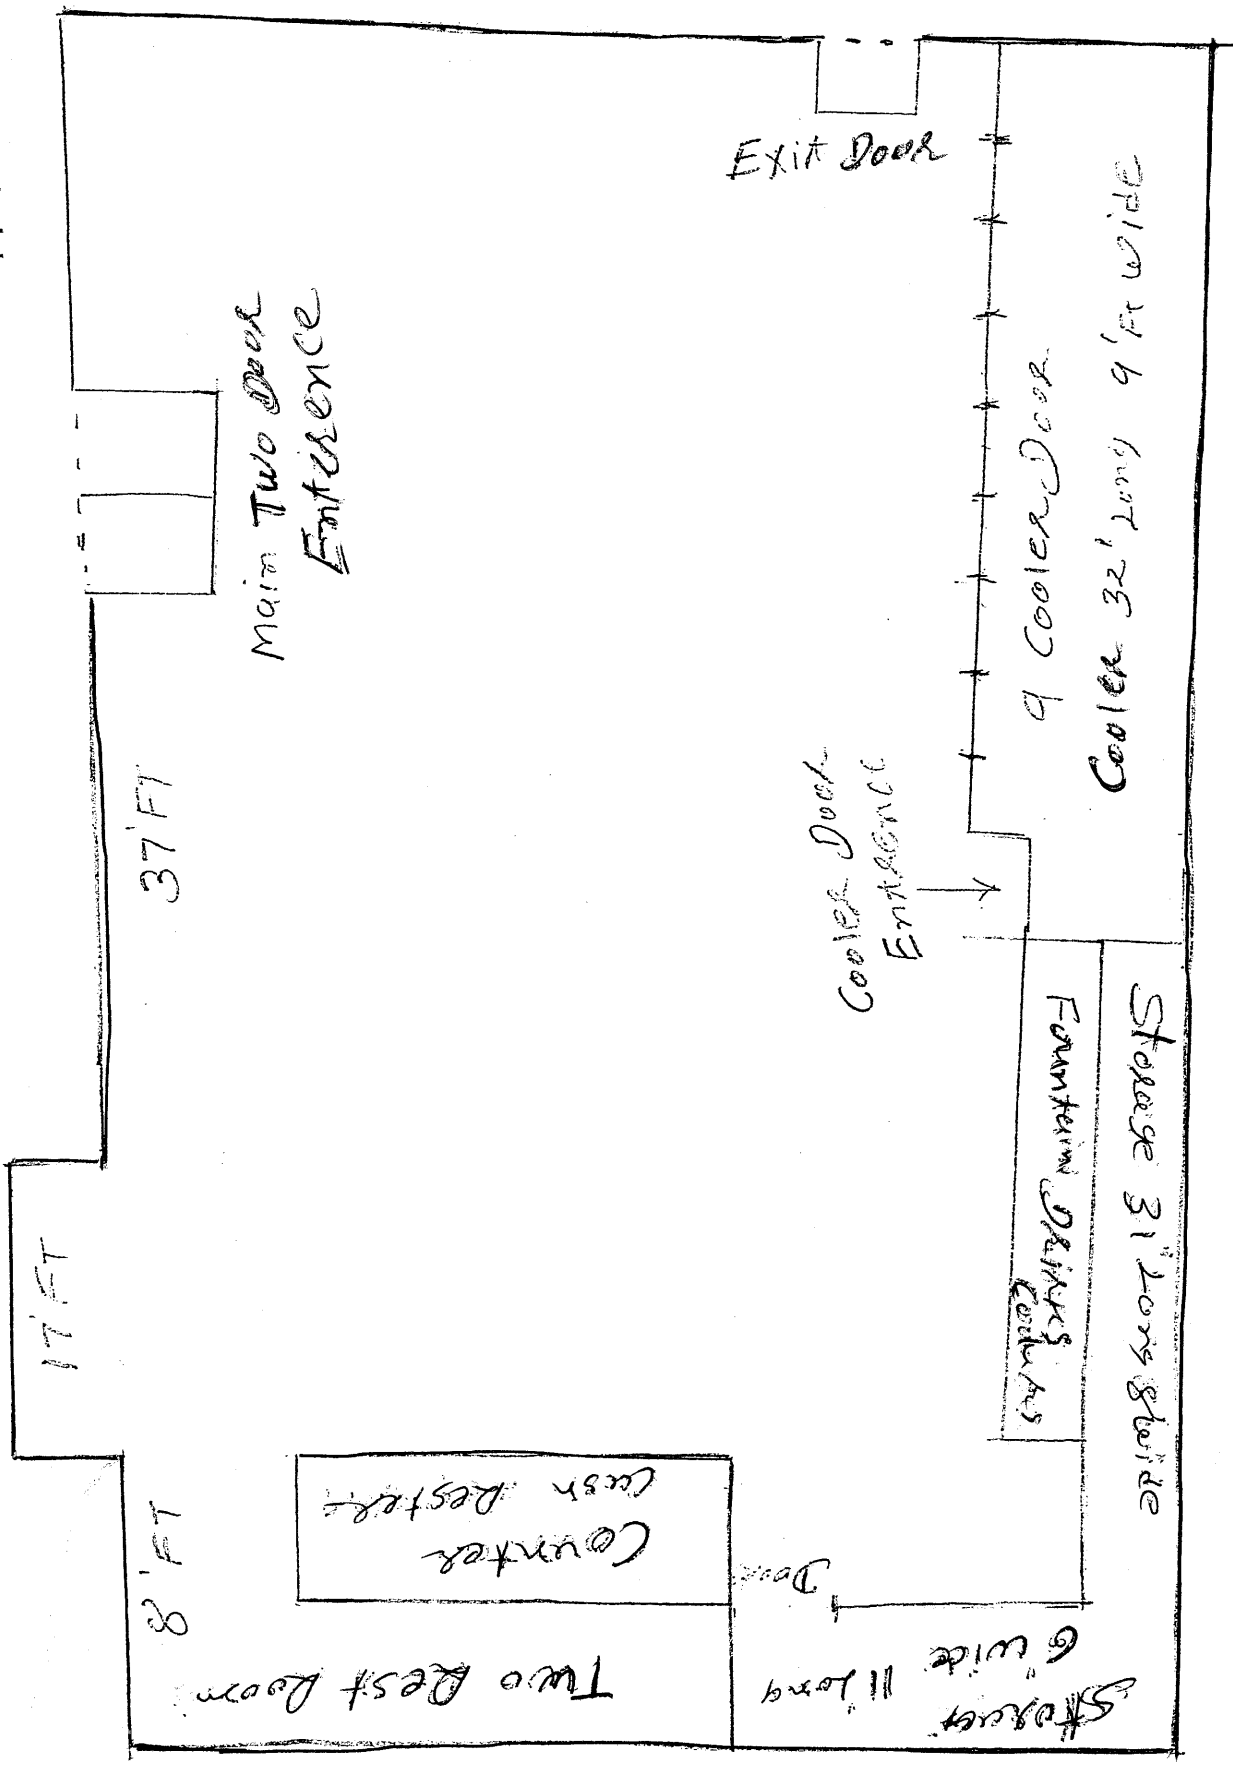 Exit Door
Main Two Door
Entrence
37' FT
9 Cooler Door
Cooler 32' Long 9' Ft wide
Cooler Door
Entrence
17' FT
Fountain Drinks
Storage 31" Long 8" wide
8' FT
Counter
Cash Rester
Door
Two Rest Room
Storage
6" wide 11" Long